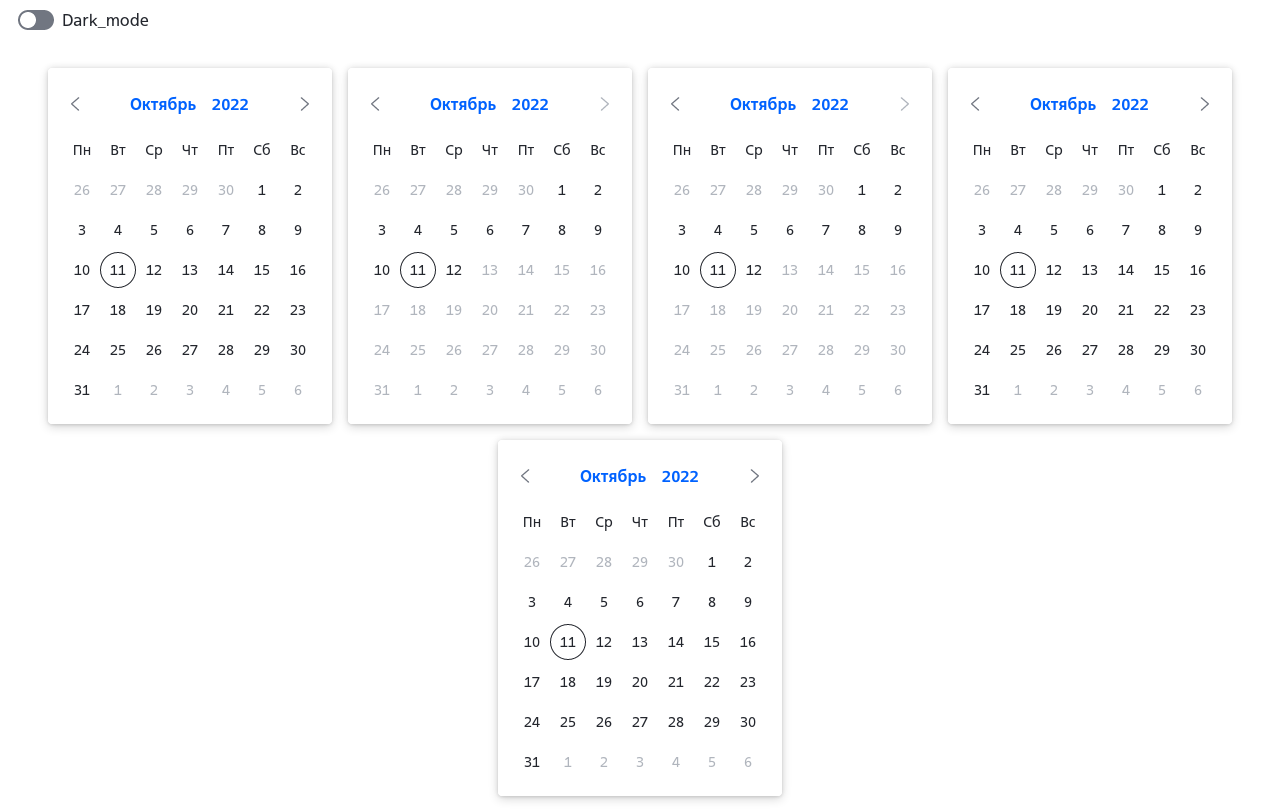 Dark_mode
Октябрь 2022 Октябрь 2022 Октябрь 2022 Октябрь 2022
Пн Вт Ср Чт Пт Сб Вс Пн Вт Ср Чт Пт Сб Вс Пн Вт Ср Чт Пт Сб Вс Пн Вт Ср Чт Пт Сб Вс
26 27 28 29 30 1 2 26 27 28 29 30 1 2 26 27 28 29 30 1 2 26 27 28 29 30 1 2
3 4 5 6 7 8 9 3 4 5 6 7 8 9 3 4 5 6 7 8 9 3 4 5 6 7 8 9
10 11 12 13 14 15 16 10 11 12 13 14 15 16 10 11 12 13 14 15 16 10 11 12 13 14 15 16
17 18 19 20 21 22 23 17 18 19 20 21 22 23 17 18 19 20 21 22 23 17 18 19 20 21 22 23
24 25 26 27 28 29 30 24 25 26 27 28 29 30 24 25 26 27 28 29 30 24 25 26 27 28 29 30
31 1 2 3 4 5 6 31 1 2 3 4 5 6 31 1 2 3 4 5 6 31 1 2 3 4 5 6
Октябрь 2022
Пн Вт Ср Чт Пт Сб Вс
26 27 28 29 30 1 2
3 4 5 6 7 8 9
10 11 12 13 14 15 16
17 18 19 20 21 22 23
24 25 26 27 28 29 30
31 1 2 3 4 5 6